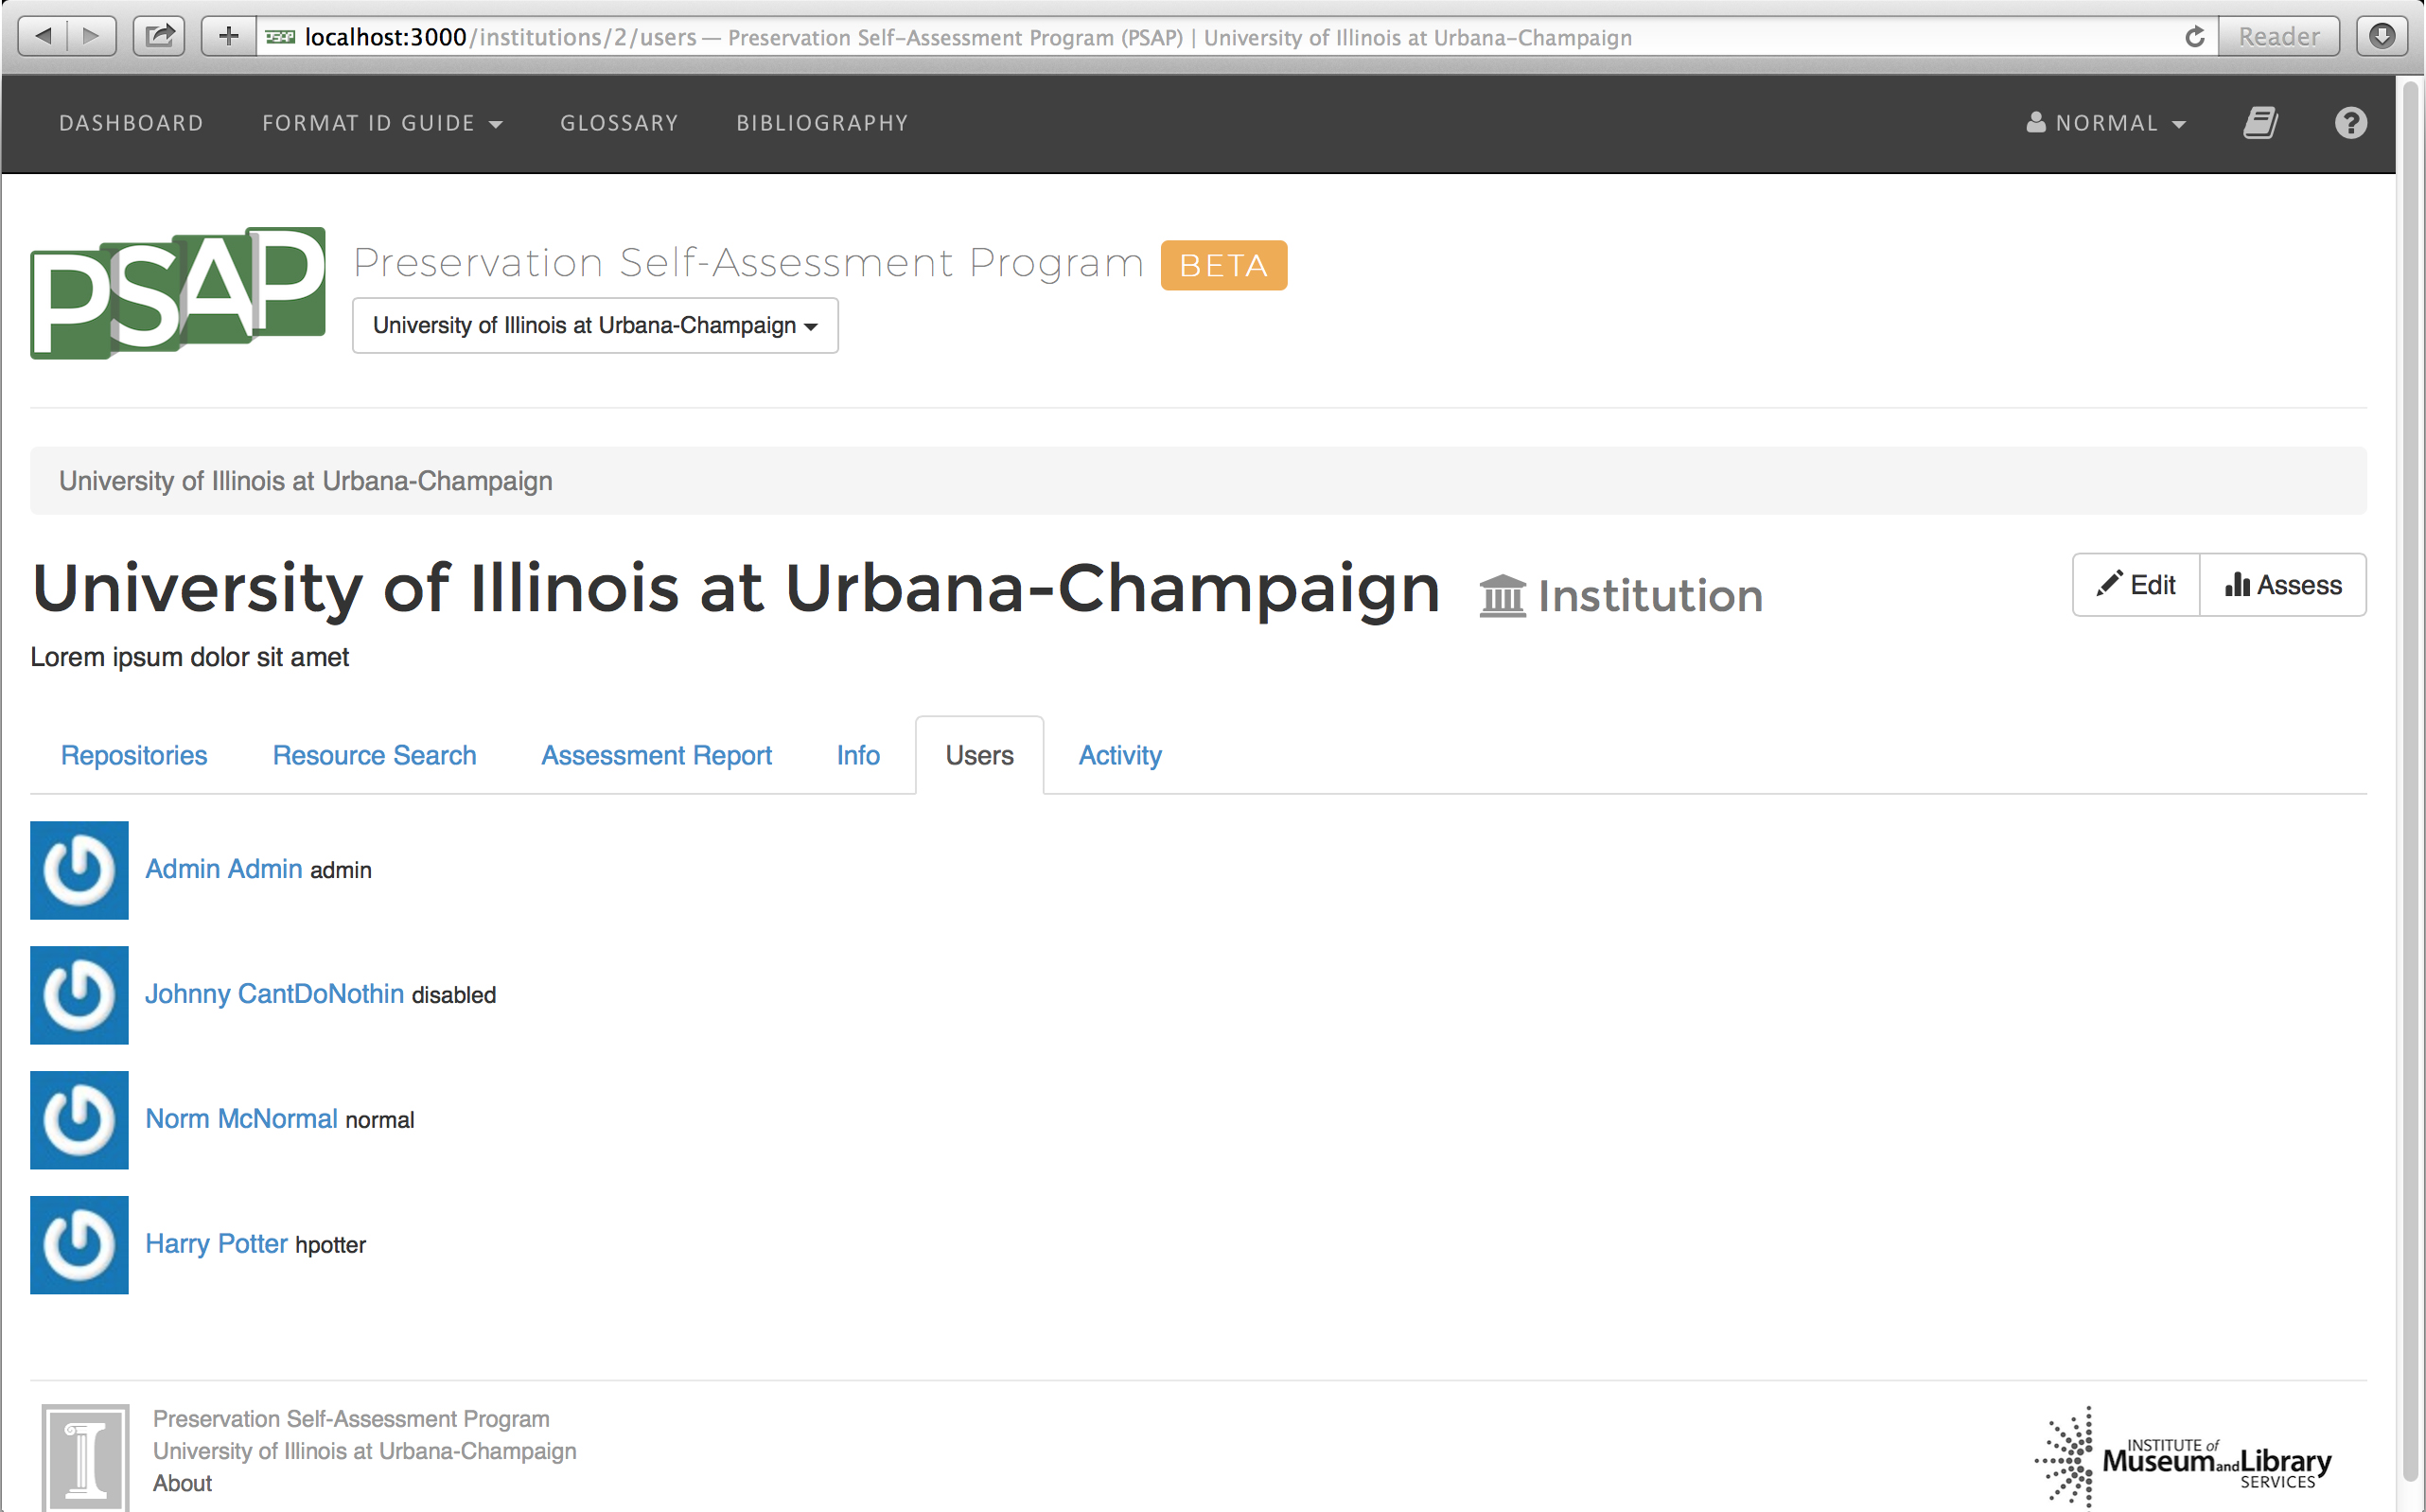 localhost:3000/institutions/2/users — Preservation Self-Assessment Program (PSAP) | University of Illinois at Urbana-Champaign
Reader
DASHBOARD FORMAT ID GUIDE GLOSSARY BIBLIOGRAPHY NORMAL
PSAP
Preservation Self-Assessment Program BETA
University of Illinois at Urbana-Champaign
University of Illinois at Urbana-Champaign
University of Illinois at Urbana-Champaign Institution
Edit Assess
Lorem ipsum dolor sit amet
Repositories Resource Search Assessment Report Info Users Activity
Admin Admin admin
Johnny CantDoNothin disabled
Norm McNormal normal
Harry Potter hpotter
Preservation Self-Assessment Program
University of Illinois at Urbana-Champaign
About
INSTITUTE of
Museum and Library
SERVICES